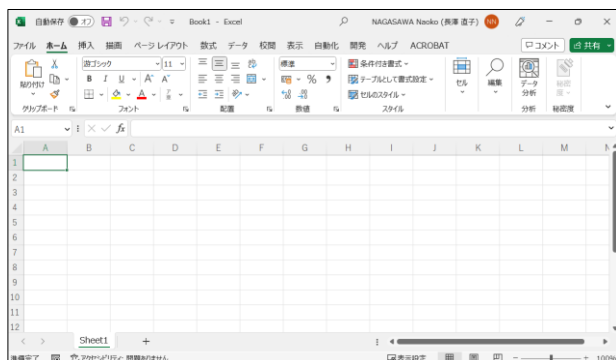 自動保存 オフ Book1 - Excel NAGASAWA Naoko (長澤 直子) NN
ファイル ホーム 挿入 描画 ページ レイアウト 数式 データ 校閲 表示 自動化 開発 ヘルプ ACROBAT コメント 共有
貼り付け
游ゴシック 11 A^ A˅
B I U A
標準
% 9
条件付き書式
テーブルとして書式設定
セルのスタイル
セル
編集
データ
分析
秘密
度
クリップボード フォント 配置 数値 スタイル 分析 秘密度
A1 fx
A B C D E F G H I J K L M N
1
2
3
4
5
6
7
8
9
10
11
12
Sheet1 +
準備完了 アクセシビリティ: 問題ありません 表示設定 - + 100%